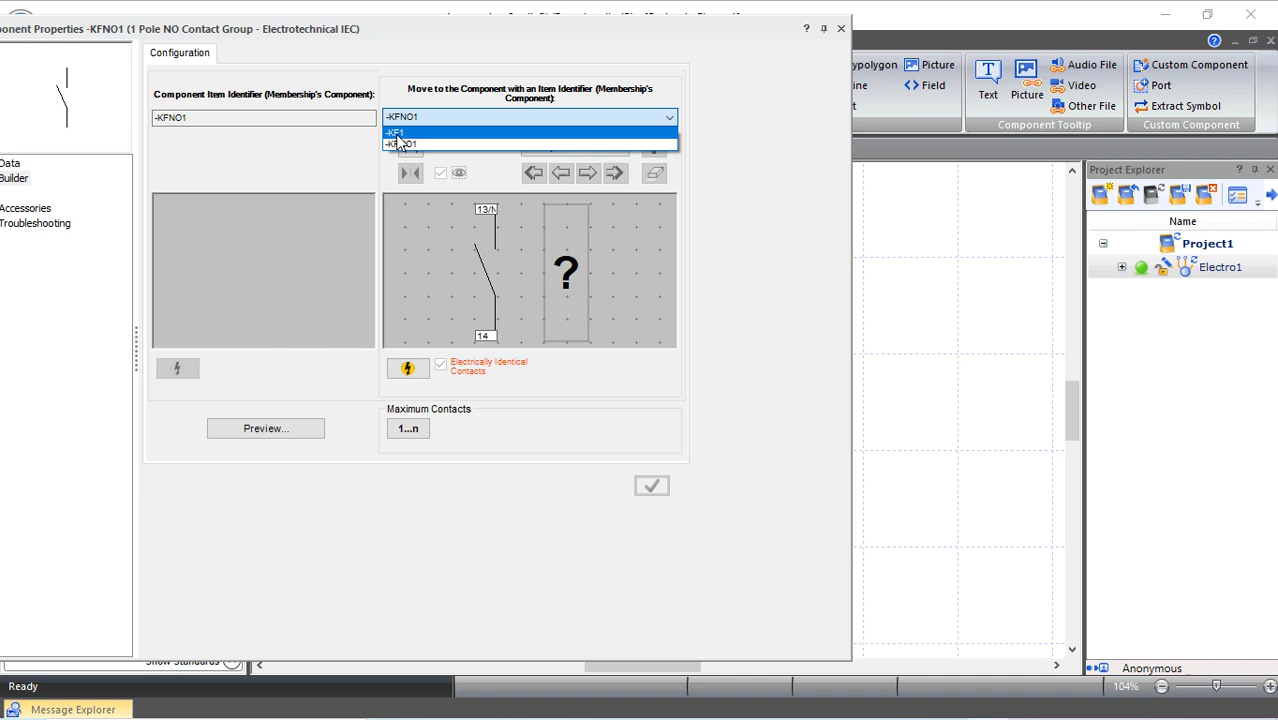 onent Properties -KFNO1 (1 Pole NO Contact Group - Electrotechnical IEC)
Configuration
Component Item Identifier (Membership's Component):
Move to the Component with an Item Identifier (Membership's
Component):
-KFNO1
-KFNO1
-KF1
Data
Builder
Accessories
Troubleshooting
14
?
Electrically Identical
Contacts
Preview...
Maximum Contacts
1...n
ypolygon
Picture
Field
Text
Picture
Audio File
Video
Other File
Component Tooltip
Custom Component
Port
Extract Symbol
Custom Component
Project Explorer
Name
Project1
Electro1
Anonymous
104%
Ready
Message Explorer